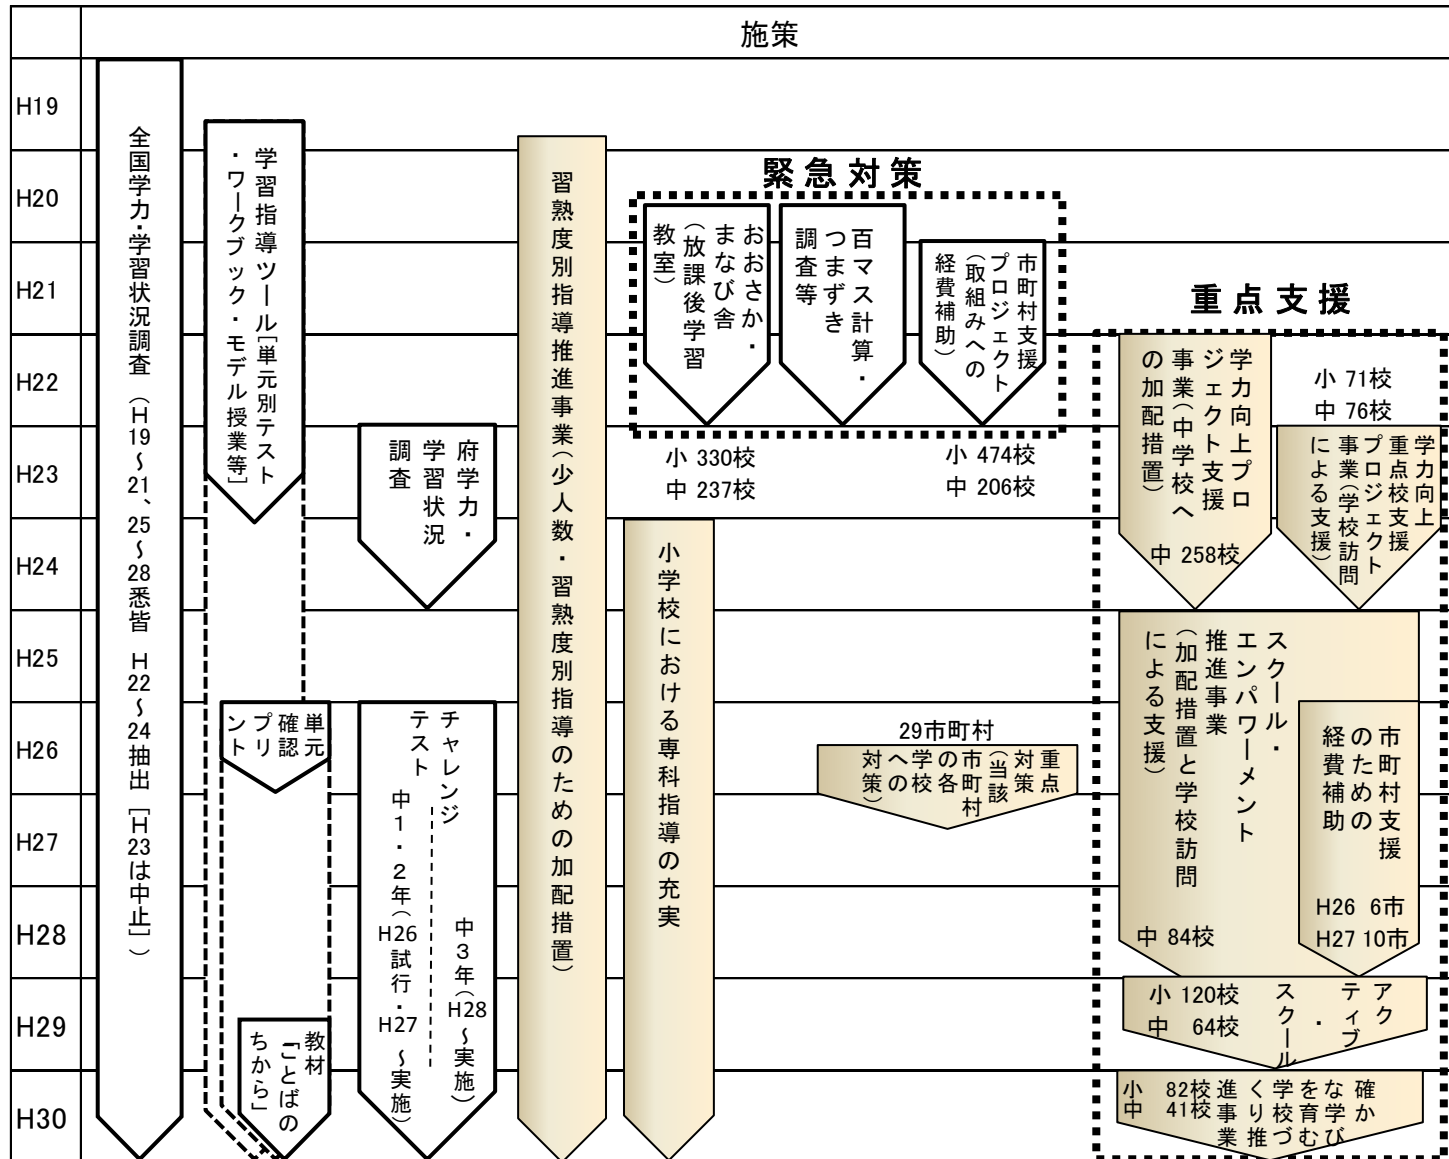 施策
H19
H20
H21
H22
H23
H24
H25
H26
H27
H28
H29
H30
全国学力・学習状況調査（H19～21、25～28悉皆 H22～24抽出［H23は中止］）
学習指導ツール［単元別テスト
・ワークブック・モデル授業等］
単元
確認
プリ
ント
教材
「ことばの
ちから」
府学力・
学習状況
調査
チャレンジ
テスト
中1・2年（H26試行・H27～実施）
中3年（H28～実施）
習熟度別指導推進事業（少人数・習熟度別指導のための加配措置）
緊急対策
おおさか・
まなび舎
（放課後学習
教室）
百マス計算・
つまずき
調査等
市町村支援
プロジェクト
（取組みへの
経費補助）
小 330校
中 237校
小 474校
中 206校
小学校における専科指導の充実
29市町村
重点
対策
（当該
市町村
の各
学校
への
対策）
重点支援
学力向上プロ
ジェクト支援
事業（中学校へ
の加配措置）
中 258校
小 71校
中 76校
学力向上
重点校支援
プロジェクト
事業（学校訪問
による支援）
スクール・
エンパワーメント
推進事業
（加配措置と学校訪問
による支援）
中 84校
市町村支援
のための
経費補助
H26 6市
H27 10市
アク
ティブ
・
スクール
小 120校
中 64校
確か
な学び
を育む
学校づ
くり推
進事業
小 82校
中 41校